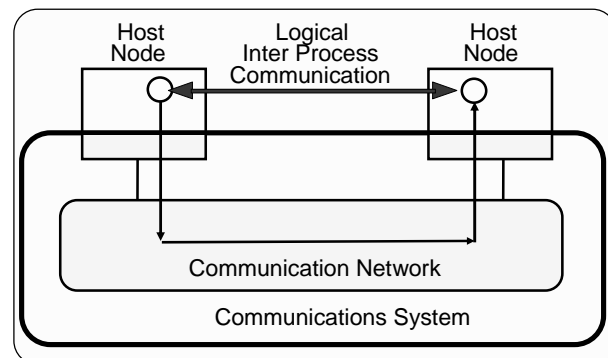 Host
Node
Logical
Inter Process
Communication
Host
Node
Communication Network
Communications System